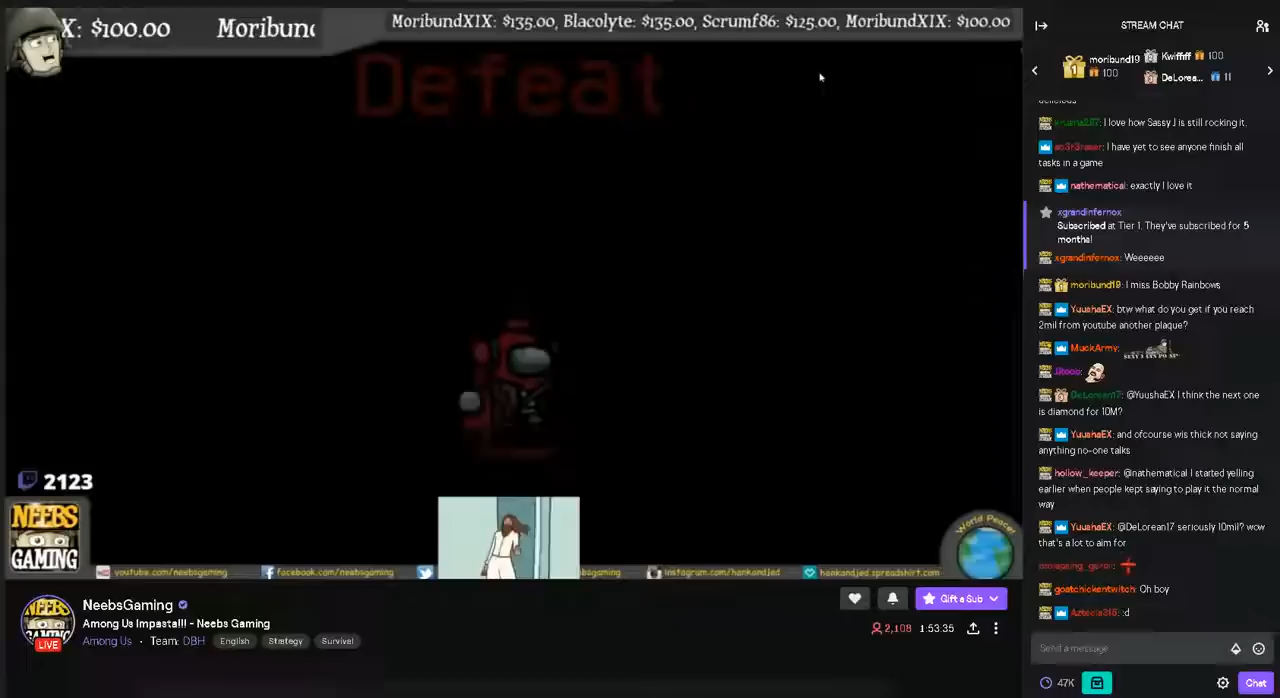 X: $100.00 Moribund
MoribundXIX: $135.00, Blacolyte: $135.00, Scrumf86: $125.00, MoribundXIX: $100.00
Defeat
2123
NEEBS
GAMING
World Peace!
youtube.com/neebsgaming facebook.com/neebsgaming bsgaming instagram.com/hankandjed hankandjed.spreadshirt.com
NeebsGaming
Among Us Impasta!!! - Neebs Gaming
Among Us · Team: DBH English Strategy Survival
LIVE
Gift a Sub
2,108 1:53:35
STREAM CHAT
moribund19 100
Kwiffiff 100
DeLorea... 11
I love how Sassy J is still rocking it.
I have yet to see anyone finish all
tasks in a game
nathematical: exactly I love it
xgrandinfernox
Subscribed at Tier 1. They've subscribed for 5
months!
xgrandinfernox: Weeeeee
moribund19: I miss Bobby Rainbows
YuushaEX: btw what do you get if you reach
2mil from youtube another plaque?
MuckArmy:
DeLorean17: @YuushaEX I think the next one
is diamond for 10M?
YuushaEX: and ofcourse wis thick not saying
anything no-one talks
hollow_keeper: @nathematical I started yelling
earlier when people kept saying to play it the normal
way
YuushaEX: @DeLorean17 seriously 10mil? wow
that's a lot to aim for
goatchickentwitch: Oh boy
:d
Send a message
47K
Chat